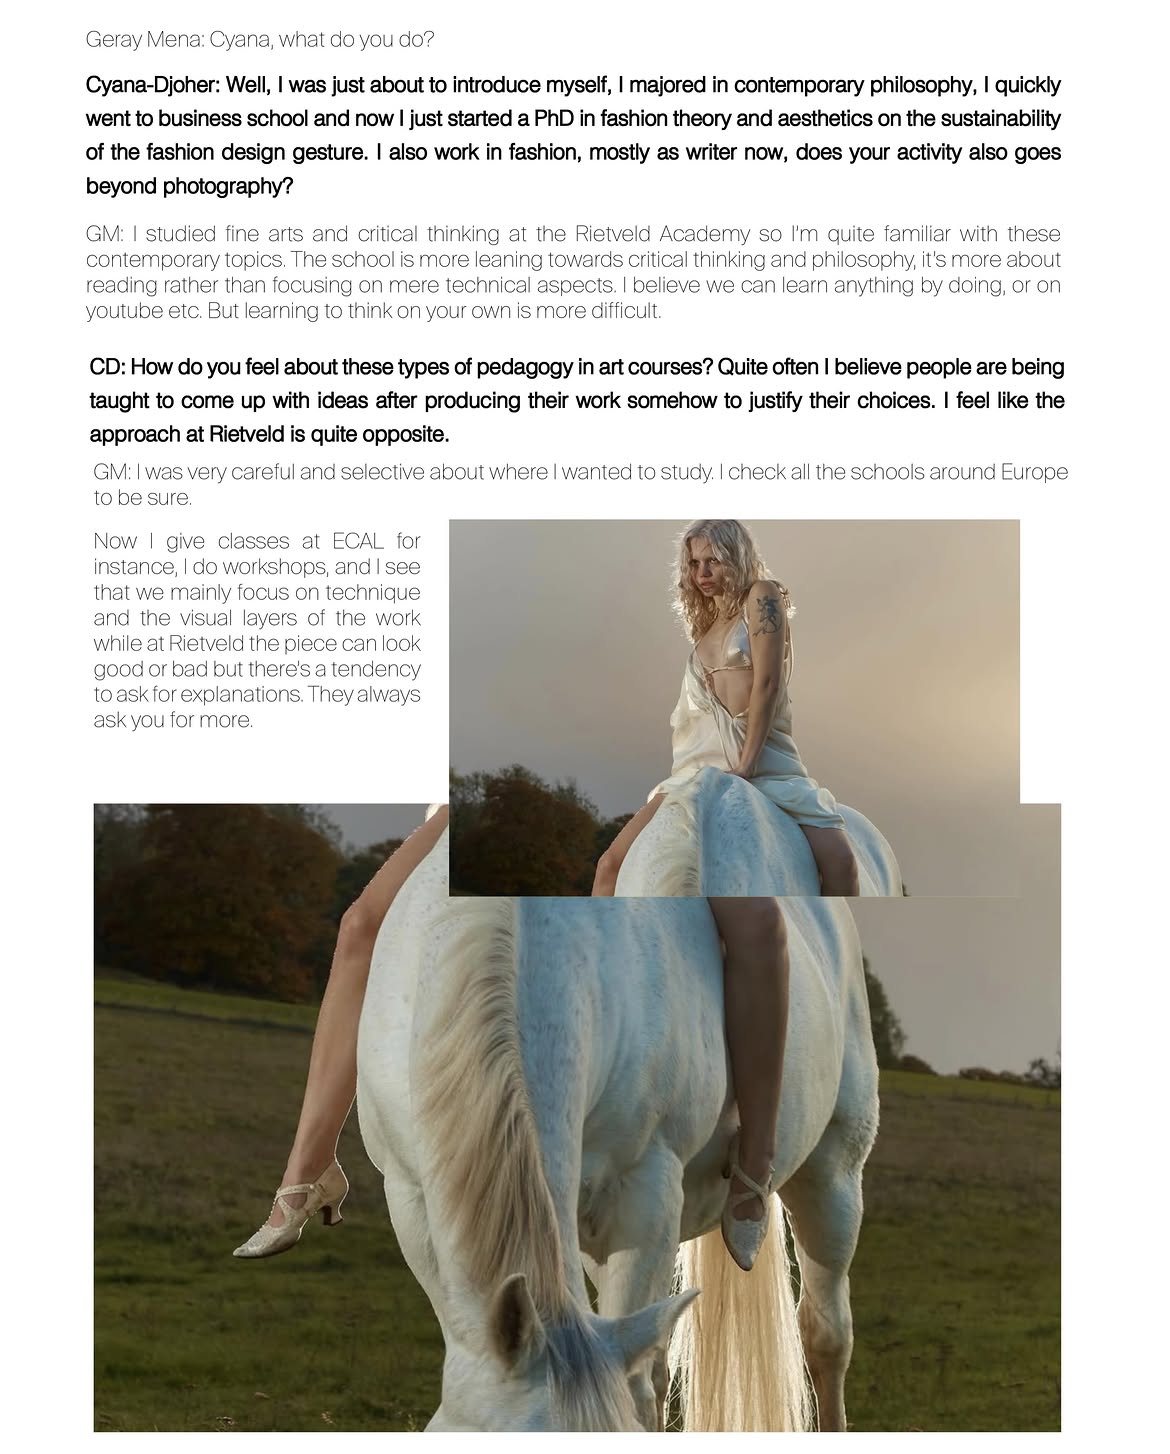 Geray Mena: Cyana, what do you do?
Cyana-Djoher: Well, I was just about to introduce myself, I majored in contemporary philosophy, I quickly
went to business school and now I just started a PhD in fashion theory and aesthetics on the sustainability
of the fashion design gesture. I also work in fashion, mostly as writer now, does your activity also goes
beyond photography?
GM: I studied fine arts and critical thinking at the Rietveld Academy so I'm quite familiar with these
contemporary topics. The school is more leaning towards critical thinking and philosophy, it's more about
reading rather than focusing on mere technical aspects. I believe we can learn anything by doing, or on
youtube etc. But learning to think on your own is more difficult.
CD: How do you feel about these types of pedagogy in art courses? Quite often I believe people are being
taught to come up with ideas after producing their work somehow to justify their choices. I feel like the
approach at Rietveld is quite opposite.
GM: I was very careful and selective about where I wanted to study. I check all the schools around Europe
to be sure.
Now I give classes at ECAL for
instance, I do workshops, and I see
that we mainly focus on technique
and the visual layers of the work
while at Rietveld the piece can look
good or bad but there's a tendency
to ask for explanations. They always
ask you for more.